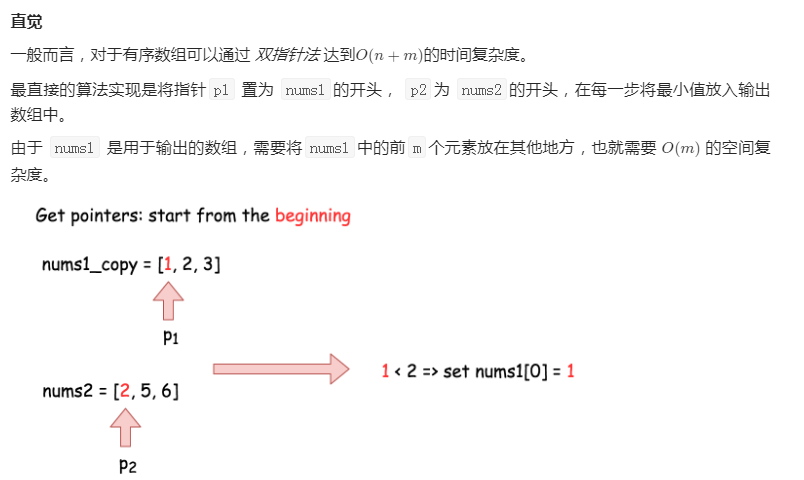 直觉
一般而言，对于有序数组可以通过 双指针法 达到O(n + m)的时间复杂度。
最直接的算法实现是将指针 p1 置为 nums1 的开头， p2 为 nums2 的开头，在每一步将最小值放入输出
数组中。
由于 nums1 是用于输出的数组，需要将 nums1 中的前 m 个元素放在其他地方，也就需要 O(m) 的空间复
杂度。
Get pointers: start from the beginning
nums1_copy = [1, 2, 3]
p1
1 < 2 => set nums1[0] = 1
nums2 = [2, 5, 6]
p2